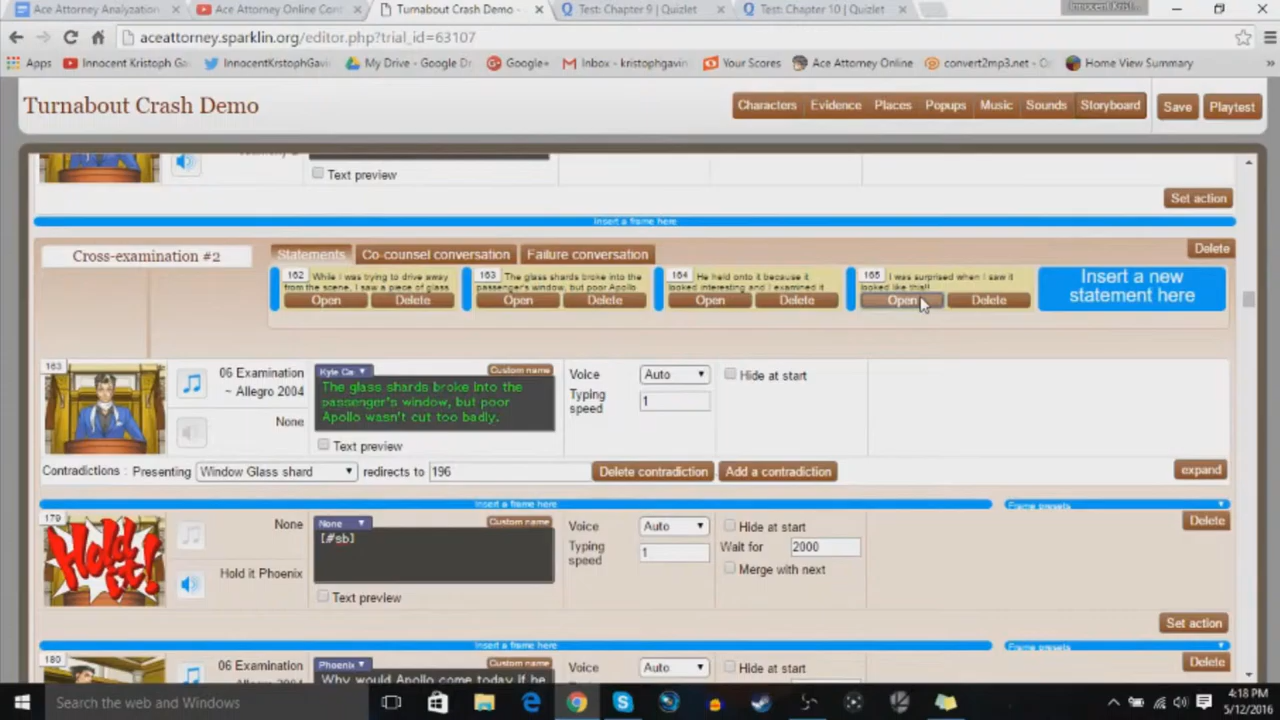 Ace Attorney Analyzation
Ace Attorney Online Cont
Turnabout Crash Demo -
Test: Chapter 9 | Quizlet
Test: Chapter 10 | Quizlet
aceattorney.sparklin.org/editor.php?trial_id=63107
Apps
Innocent Kristoph Ga
InnocentKrstophGavi
My Drive - Google Dr
Google+
Inbox - kristophgavin
Your Scores
Ace Attorney Online
convert2mp3.net - O
Home View Summary
Turnabout Crash Demo
Characters
Evidence
Places
Popups
Music
Sounds
Storyboard
Save
Playtest
Text preview
Set action
Insert a frame here
Cross-examination #2
Statements
Co-counsel conversation
Failure conversation
Delete
162 While I was trying to drive away
from the scene, I saw a piece of glass
Open
Delete
163 The glass shards broke into the
passenger's window, but poor Apollo
Open
Delete
164 He held onto it because it
looked interesting and I examined it
Open
Delete
165 I was surprised when I saw it
looked like this!!
Open
Delete
Insert a new
statement here
163
06 Examination
~ Allegro 2004
None
Kyle Ca
Custom name
The glass shards broke into the
passenger's window, but poor
Apollo wasn't cut too badly.
Text preview
Voice
Auto
Typing
speed
1
Hide at start
Contradictions : Presenting
Window Glass shard
redirects to
196
Delete contradiction
Add a contradiction
expand
Insert a frame here
Frame presets
179
Hold it!
None
Hold it Phoenix
None
Custom name
[#sb]
Text preview
Voice
Auto
Typing
speed
1
Hide at start
Wait for
2000
Merge with next
Delete
Set action
Insert a frame here
Frame presets
180
06 Examination
Phoenix
Custom name
Why would Apollo come today if he
Voice
Auto
Hide at start
Delete
Search the web and Windows
4:18 PM
5/12/2016